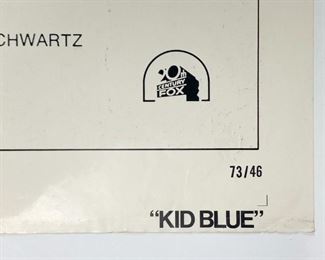 CHWARTZ
20th
CENTURY
FOX
73/46
"KID BLUE"